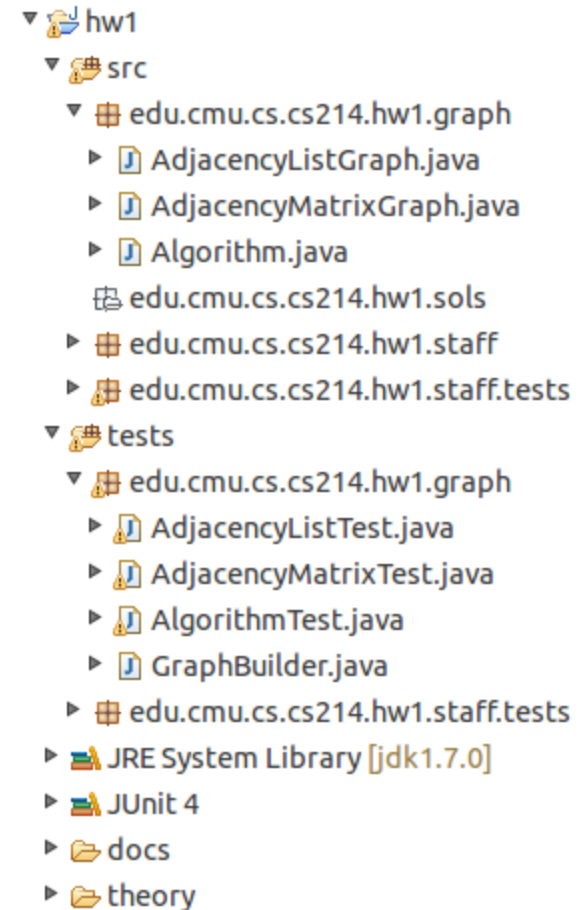 hw1
src
edu.cmu.cs.cs214.hw1.graph
AdjacencyListGraph.java
AdjacencyMatrixGraph.java
Algorithm.java
edu.cmu.cs.cs214.hw1.sols
edu.cmu.cs.cs214.hw1.staff
edu.cmu.cs.cs214.hw1.staff.tests
tests
edu.cmu.cs.cs214.hw1.graph
AdjacencyListTest.java
AdjacencyMatrixTest.java
AlgorithmTest.java
GraphBuilder.java
edu.cmu.cs.cs214.hw1.staff.tests
JRE System Library [jdk1.7.0]
JUnit 4
docs
theory